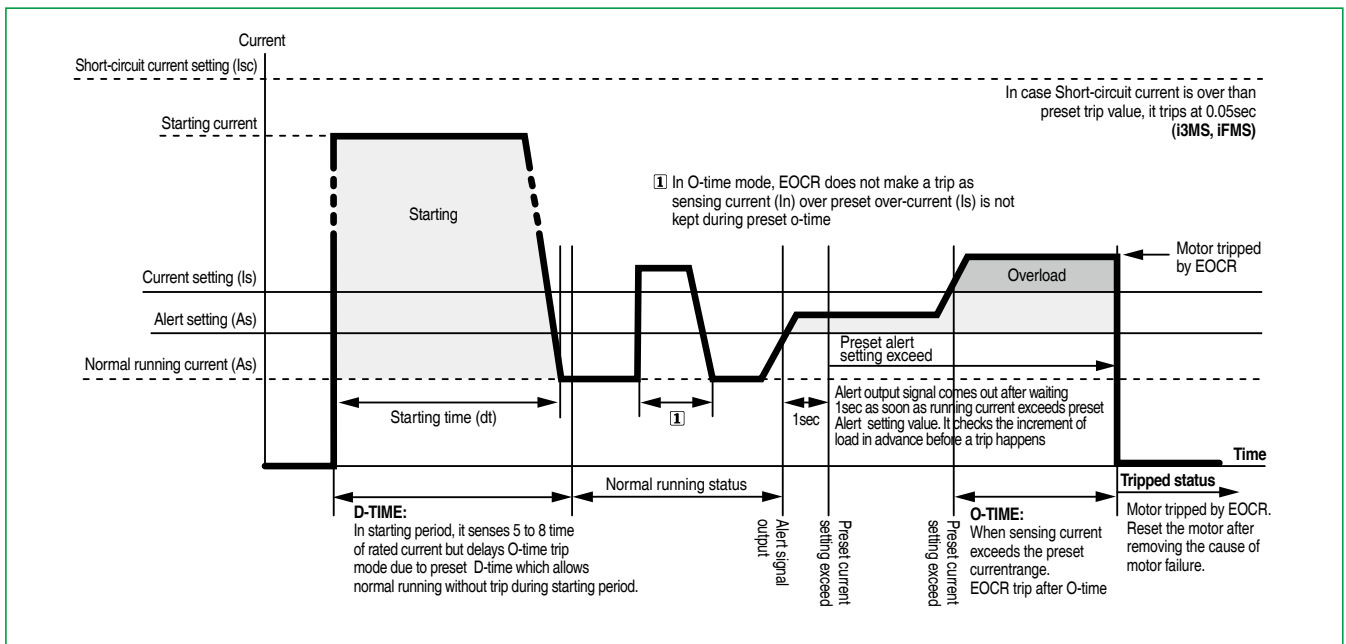 Current
Short-circuit current setting (Isc)
In case Short-circuit current is over than
preset trip value, it trips at 0.05sec
(i3MS, iFMS)
Starting current
1 In O-time mode, EOCR does not make a trip as
sensing current (In) over preset over-current (Is) is not
kept during preset o-time
Starting
Motor tripped
by EOCR
Current setting (Is)
Overload
Alert setting (As)
Preset alert
setting exceed
Normal running current (As)
Alert output signal comes out after waiting
1sec as soon as running current exceeds preset
Alert setting value. It checks the increment of
load in advance before a trip happens
Starting time (dt)
1
1sec
Time
Normal running status
Tripped status
D-TIME:
In starting period, it senses 5 to 8 time
of rated current but delays O-time trip
mode due to preset D-time which allows
normal running without trip during starting period.
Alert signal
output
Preset current
setting exceed
Preset current
setting exceed
O-TIME:
When sensing current
exceeds the preset
currentrange.
EOCR trip after O-time
Motor tripped by EOCR.
Reset the motor after
removing the cause of
motor failure.